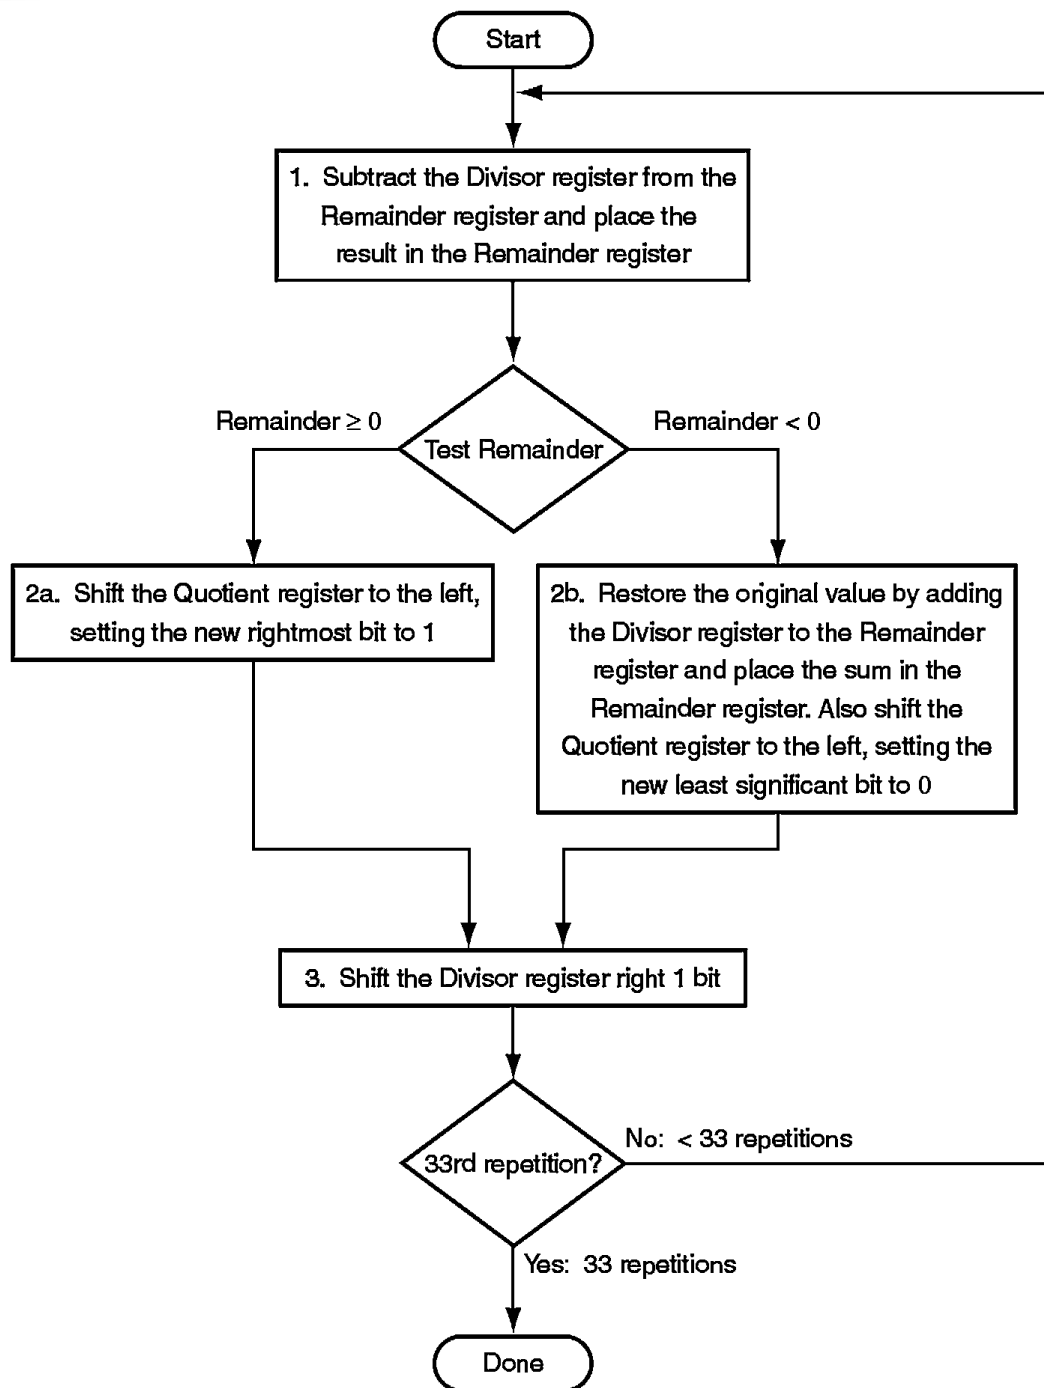 Start
1. Subtract the Divisor register from the
Remainder register and place the
result in the Remainder register
Remainder ≥ 0
Remainder < 0
Test Remainder
2a. Shift the Quotient register to the left,
setting the new rightmost bit to 1
2b. Restore the original value by adding
the Divisor register to the Remainder
register and place the sum in the
Remainder register. Also shift the
Quotient register to the left, setting the
new least significant bit to 0
3. Shift the Divisor register right 1 bit
No: < 33 repetitions
33rd repetition?
Yes: 33 repetitions
Done